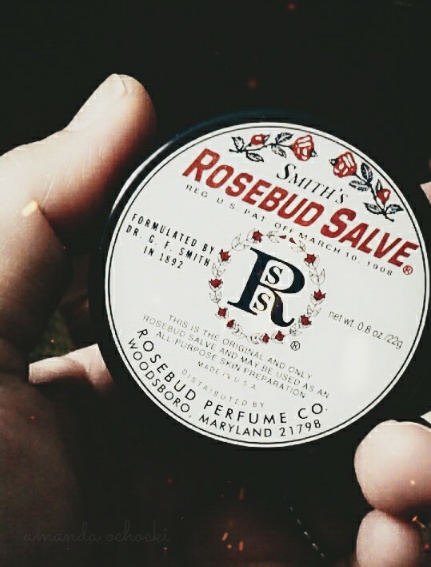 SMITH'S
ROSEBUD SALVE®
REG. U.S. PAT. OFF. MARCH 10, 1908
FORMULATED BY
DR. G. F. SMITH
IN 1892
RSS
®
net wt. 0.8 oz/22g
THIS IS THE ORIGINAL AND ONLY
ROSEBUD SALVE AND MAY BE USED AS AN
ALL-PURPOSE SKIN PREPARATION
MADE IN U.S.A.
DISTRIBUTED BY
ROSEBUD PERFUME CO.
WOODSBORO, MARYLAND 21798
amanda ochocki